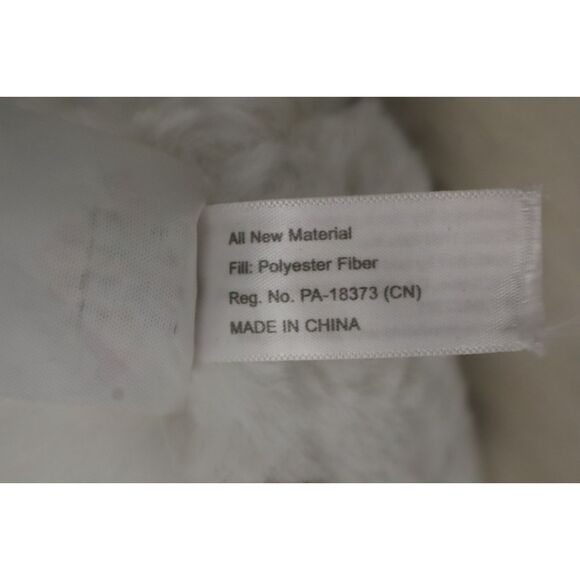 All New Material
Fill: Polyester Fiber
Reg. No. PA-18373 (CN)
MADE IN CHINA